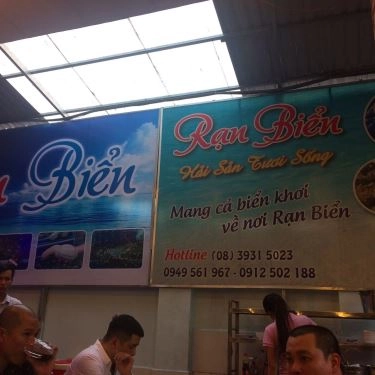 Biển
Rạn Biển
Hải Sản Tươi Sống
Mang cả biển khơi
về nơi Rạn Biển
Hotline (08) 3931 5023
0949 561 967 - 0912 502 188